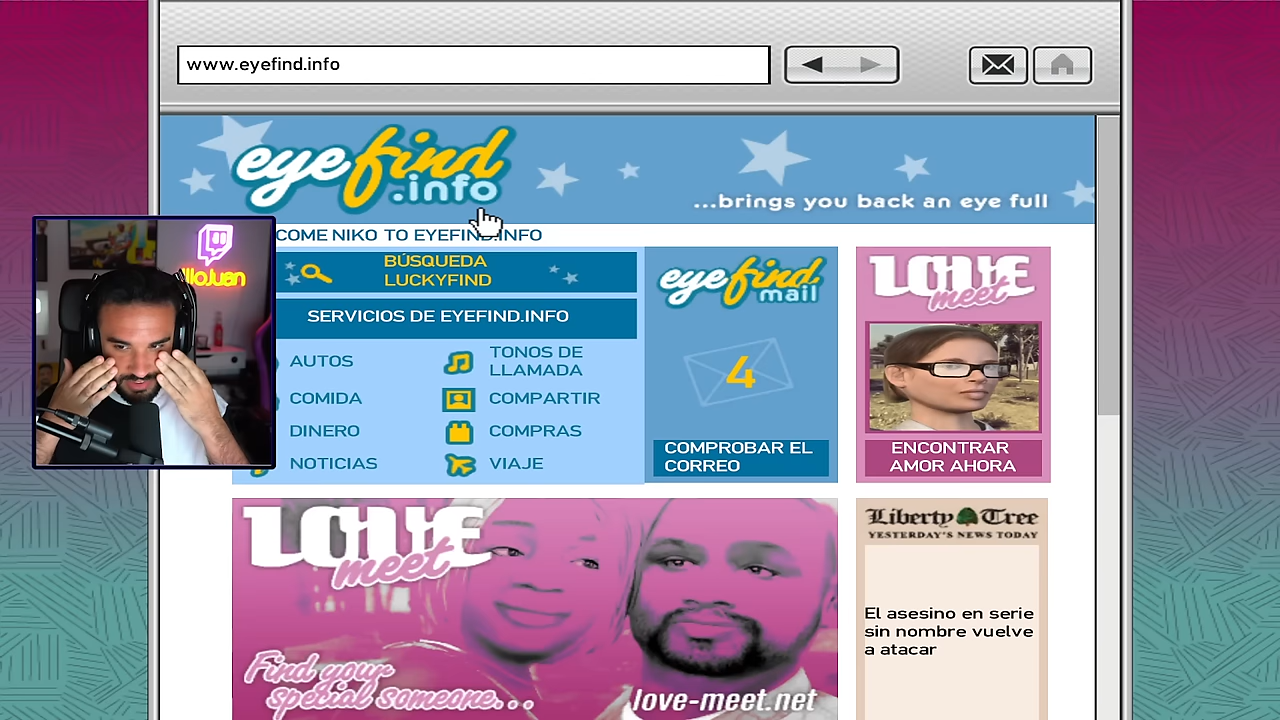 www.eyefind.info
eyefind
.info
...brings you back an eye full
COME NIKO TO EYEFIND.INFO
BÚSQUEDA
LUCKYFIND
SERVICIOS DE EYEFIND.INFO
AUTOS
TONOS DE
LLAMADA
COMIDA
COMPARTIR
DINERO
COMPRAS
NOTICIAS
VIAJE
eyefind
mail
4
COMPROBAR EL
CORREO
LOVE
meet
ENCONTRAR
AMOR AHORA
lloJuan
LOVE
meet
Find your
special someone...
love-meet.net
Liberty Tree
YESTERDAY'S NEWS TODAY
El asesino en serie
sin nombre vuelve
a atacar